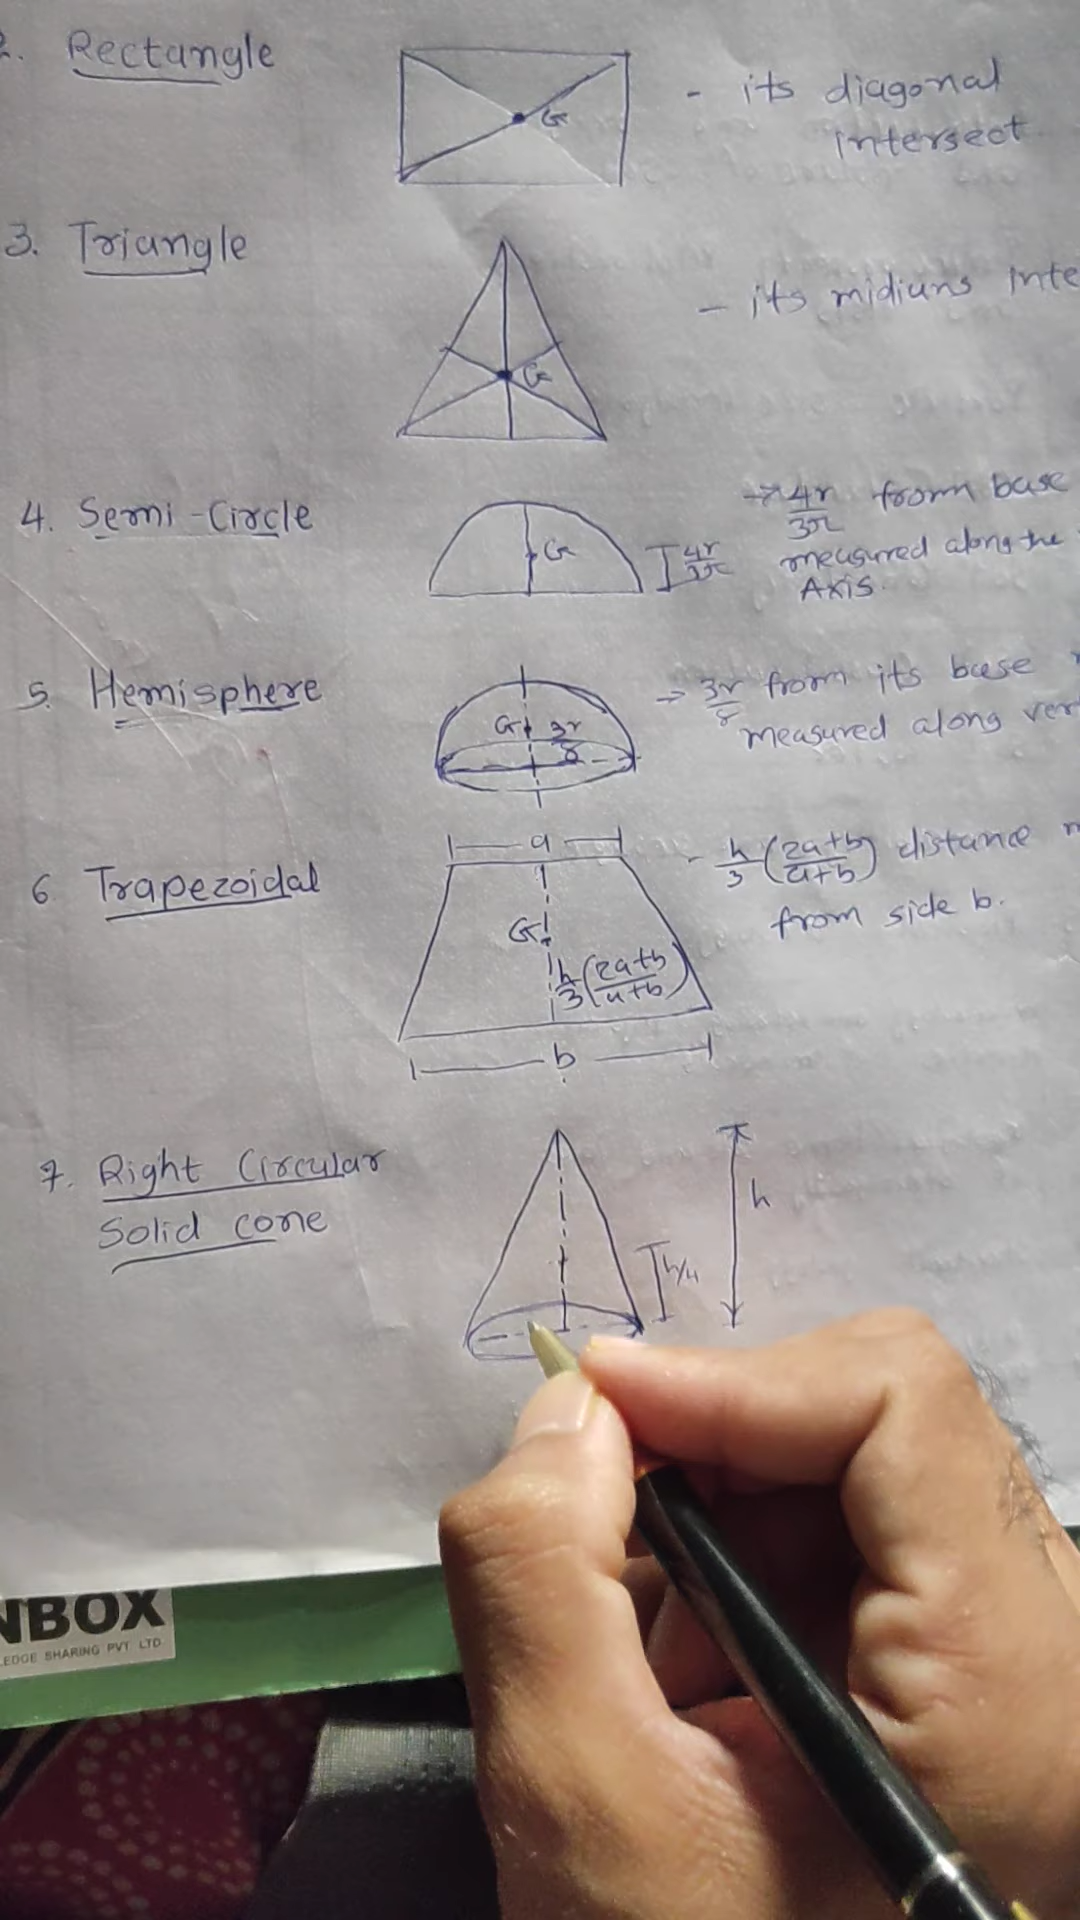 2. Rectangle
G
- its diagonal
intersect
3. Triangle
G
- its midians inte
4. Semi-Circle
G
4r/3π
→ 4r/3π from base
measured along the
Axis.
5. Hemisphere
G 3r/8
→ 3r/8 from its base
measured along ver
6 Trapezoidal
a
G
h/3 (2a+b/a+b)
b
- h/3 (2a+b/a+b) distance
from side b.
7. Right Circular
Solid cone
h/4
h
NBOX
LEDGE SHARING PVT LTD